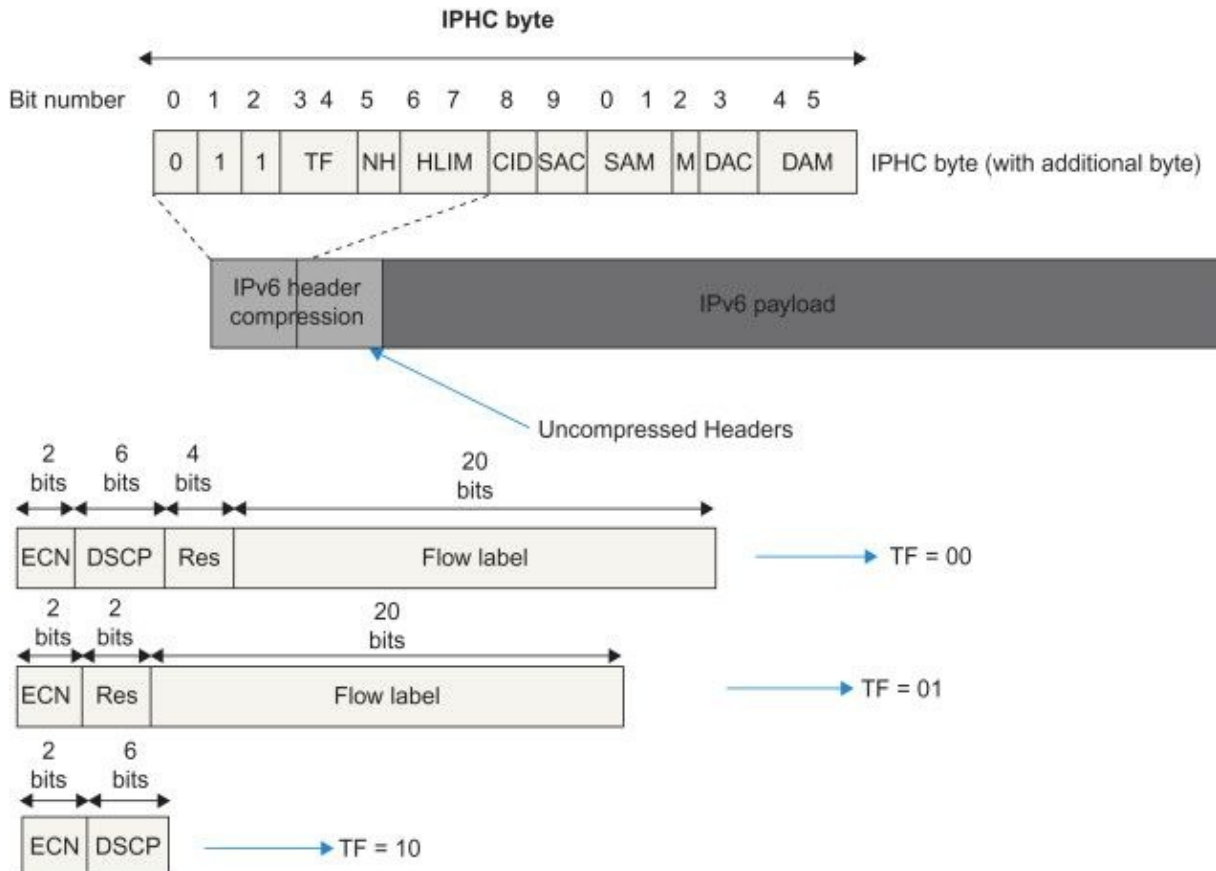 IPHC byte
Bit number 0 1 2 3 4 5 6 7 8 9 0 1 2 3 4 5
0 1 1 TF NH HLIM CID SAC SAM M DAC DAM IPHC byte (with additional byte)
IPv6 header
compression
IPv6 payload
Uncompressed Headers
2 bits 6 bits 4 bits 20 bits
ECN DSCP Res Flow label TF = 00
2 bits 2 bits 20 bits
ECN Res Flow label TF = 01
2 bits 6 bits
ECN DSCP TF = 10